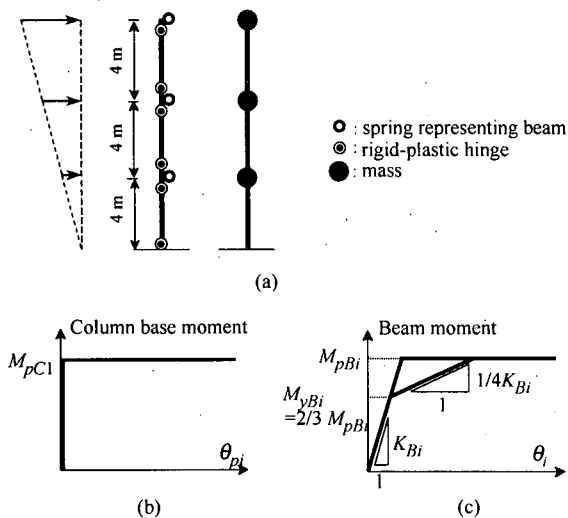 4 m
4 m
4 m
: spring representing beam
: rigid-plastic hinge
: mass
(a)
Column base moment
M_pC1
θ_pi
(b)
Beam moment
M_pBi
M_yBi
=2/3 M_pBi
1/4K_Bi
1
K_Bi
1
θ_i
(c)